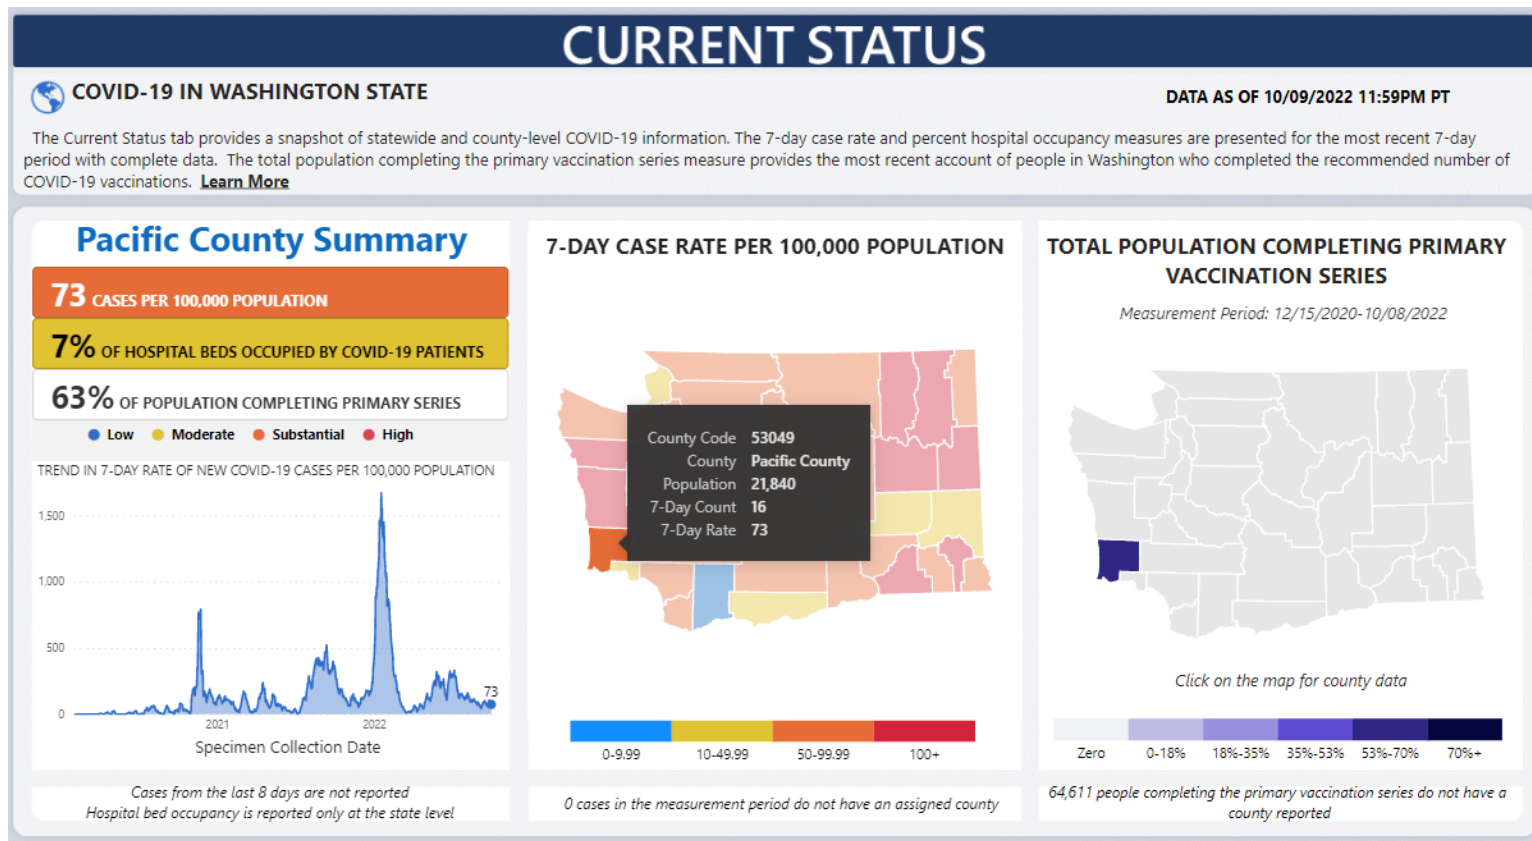 CURRENT STATUS
COVID-19 IN WASHINGTON STATE
DATA AS OF 10/09/2022 11:59PM PT
The Current Status tab provides a snapshot of statewide and county-level COVID-19 information. The 7-day case rate and percent hospital occupancy measures are presented for the most recent 7-day
period with complete data. The total population completing the primary vaccination series measure provides the most recent account of people in Washington who completed the recommended number of
COVID-19 vaccinations. Learn More
Pacific County Summary
73 CASES PER 100,000 POPULATION
7% OF HOSPITAL BEDS OCCUPIED BY COVID-19 PATIENTS
63% OF POPULATION COMPLETING PRIMARY SERIES
Low Moderate Substantial High
TREND IN 7-DAY RATE OF NEW COVID-19 CASES PER 100,000 POPULATION
1,500
1,000
500
0
73
2021 2022
Specimen Collection Date
Cases from the last 8 days are not reported
Hospital bed occupancy is reported only at the state level
7-DAY CASE RATE PER 100,000 POPULATION
County Code 53049
County Pacific County
Population 21,840
7-Day Count 16
7-Day Rate 73
0-9.99 10-49.99 50-99.99 100+
0 cases in the measurement period do not have an assigned county
TOTAL POPULATION COMPLETING PRIMARY
VACCINATION SERIES
Measurement Period: 12/15/2020-10/08/2022
Click on the map for county data
Zero 0-18% 18%-35% 35%-53% 53%-70% 70%+
64,611 people completing the primary vaccination series do not have a
county reported